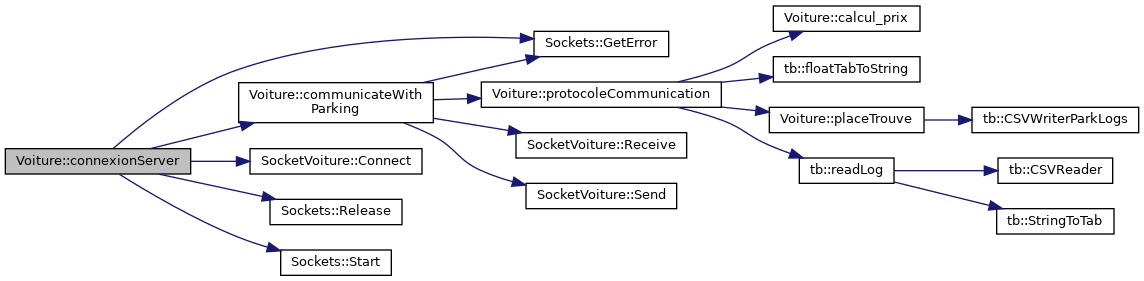 Voiture::connexionServer
Sockets::GetError
Voiture::communicateWith
Parking
SocketVoiture::Connect
Sockets::Release
Sockets::Start
Voiture::protocoleCommunication
SocketVoiture::Receive
SocketVoiture::Send
Voiture::calcul_prix
tb::floatTabToString
Voiture::placeTrouve
tb::readLog
tb::CSVWriterParkLogs
tb::CSVReader
tb::StringToTab